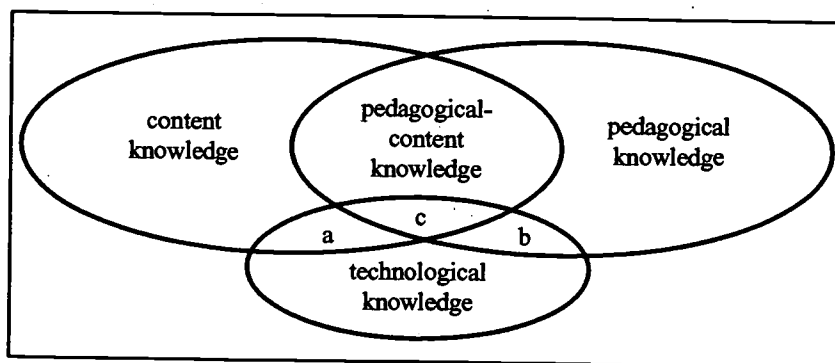 content
knowledge
pedagogical-
content
knowledge
pedagogical
knowledge
c
a
b
technological
knowledge